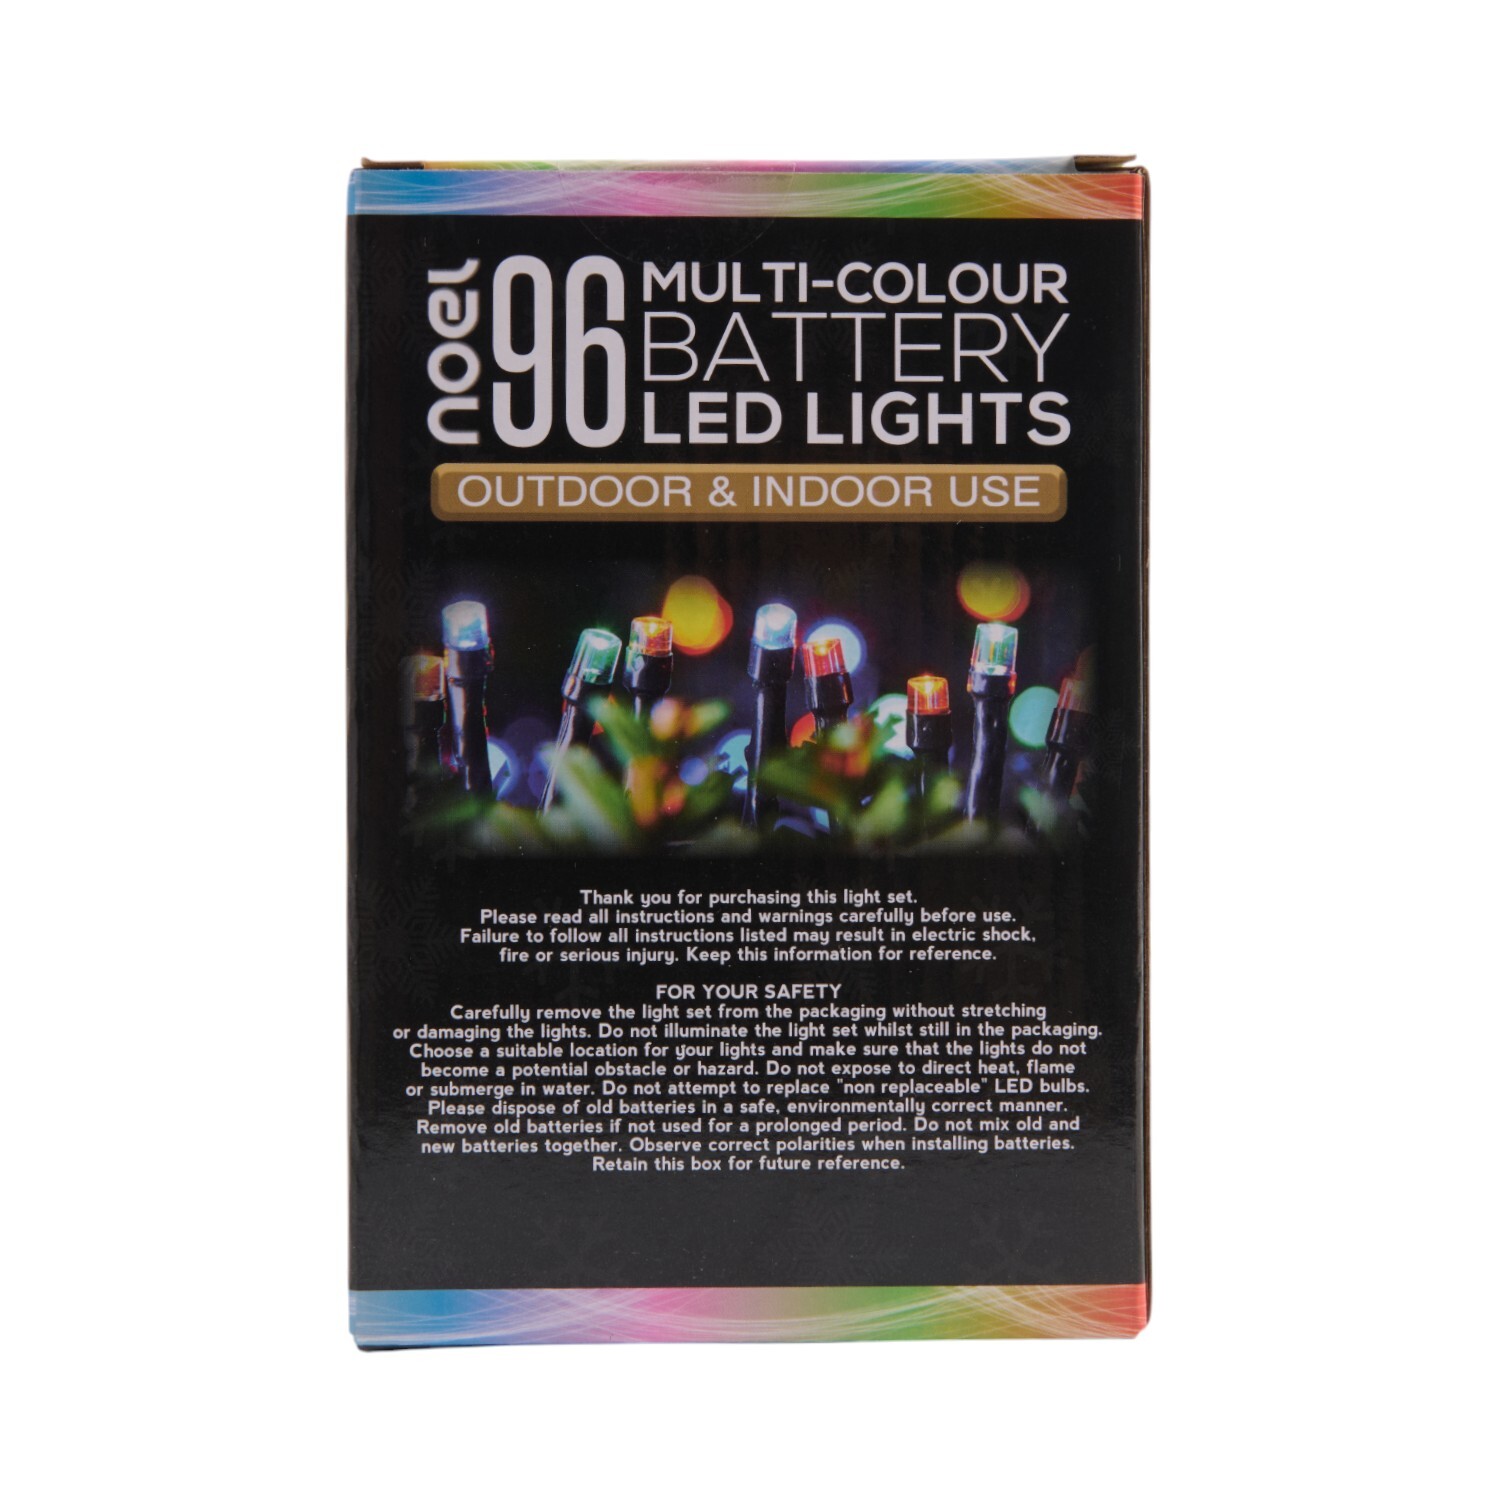 noel
96
MULTI-COLOUR
BATTERY
LED LIGHTS
OUTDOOR & INDOOR USE
Thank you for purchasing this light set.
Please read all instructions and warnings carefully before use.
Failure to follow all instructions listed may result in electric shock,
fire or serious injury. Keep this information for reference.
FOR YOUR SAFETY
Carefully remove the light set from the packaging without stretching
or damaging the lights. Do not illuminate the light set whilst still in the packaging.
Choose a suitable location for your lights and make sure that the lights do not
become a potential obstacle or hazard. Do not expose to direct heat, flame
or submerge in water. Do not attempt to replace "non replaceable" LED bulbs.
Please dispose of old batteries in a safe, environmentally correct manner.
Remove old batteries if not used for a prolonged period. Do not mix old and
new batteries together. Observe correct polarities when installing batteries.
Retain this box for future reference.